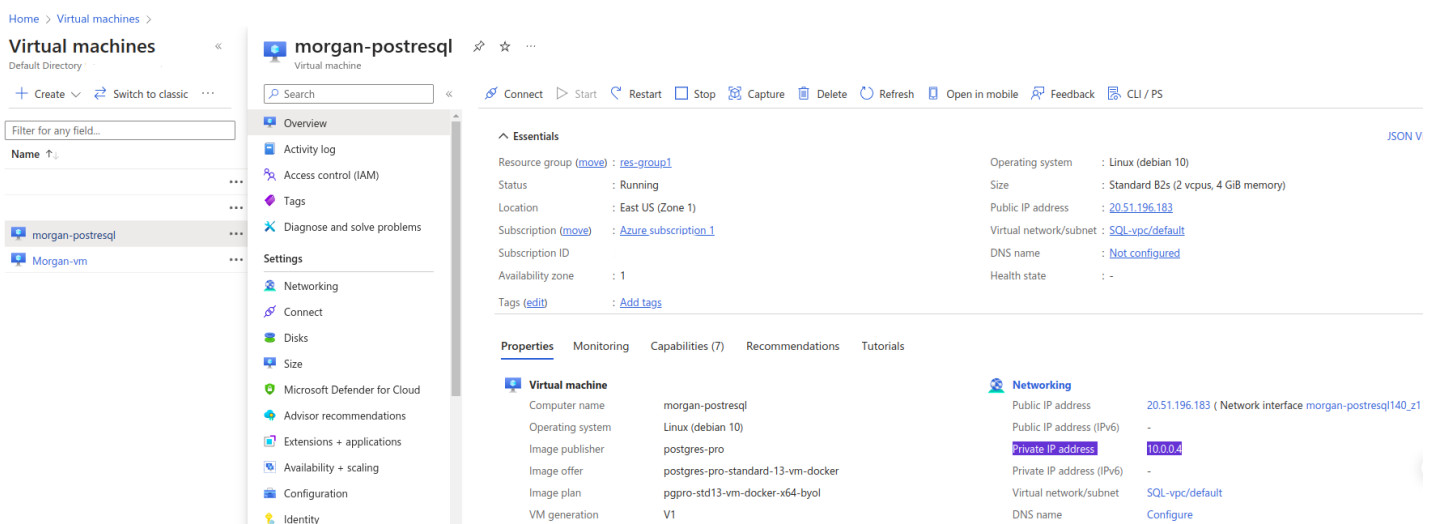 Home > Virtual machines >
Virtual machines «
Default Directory
Create Switch to classic ...
Filter for any field...
Name ↑↓
...
...
morgan-postresql ...
Morgan-vm ...
morgan-postresql ...
Virtual machine
Search «
Overview
Activity log
Access control (IAM)
Tags
Diagnose and solve problems
Settings
Networking
Connect
Disks
Size
Microsoft Defender for Cloud
Advisor recommendations
Extensions + applications
Availability + scaling
Configuration
Identity
Connect Start Restart Stop Capture Delete Refresh Open in mobile Feedback CLI / PS
Essentials JSON V
Resource group (move) : res-group1
Status : Running
Location : East US (Zone 1)
Subscription (move) : Azure subscription 1
Subscription ID
Availability zone : 1
Tags (edit) : Add tags
Operating system : Linux (debian 10)
Size : Standard B2s (2 vcpus, 4 GiB memory)
Public IP address : 20.51.196.183
Virtual network/subnet : SQL-vpc/default
DNS name : Not configured
Health state : -
Properties Monitoring Capabilities (7) Recommendations Tutorials
Virtual machine
Computer name morgan-postresql
Operating system Linux (debian 10)
Image publisher postgres-pro
Image offer postgres-pro-standard-13-vm-docker
Image plan pgpro-std13-vm-docker-x64-byol
VM generation V1
Networking
Public IP address 20.51.196.183 ( Network interface morgan-postresql140_z1
Public IP address (IPv6) -
Private IP address 10.0.0.4
Private IP address (IPv6) -
Virtual network/subnet SQL-vpc/default
DNS name Configure